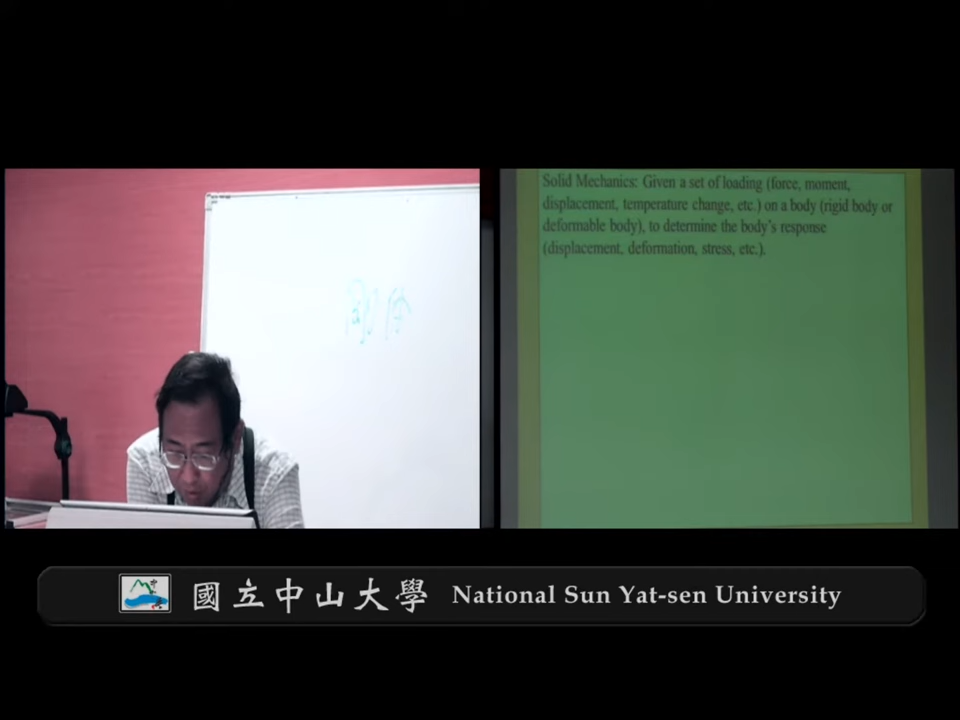 剛体
Solid Mechanics: Given a set of loading (force, moment,
displacement, temperature change, etc.) on a body (rigid body or
deformable body), to determine the body's response
(displacement, deformation, stress, etc.).
國立中山大學 National Sun Yat-sen University